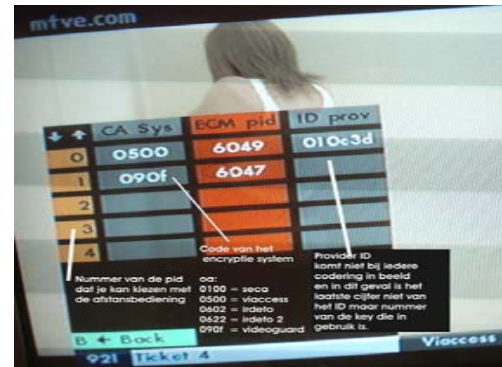 mtve.com
CA Sys ECM pid ID prov
0 0500 6049 010c3d
1 090f 6047
2
3
4
Code van het
encryptie system
Nummer van de pid
dat je kan kiezen met
de afstansbediening
oa:
0100 = seca
0500 = viaccess
0602 = irdeto
0622 = irdeto 2
090f = videoguard
Provider ID
komt niet bij iedere
codering in beeld
en in dit geval is het
laatste cijfer niet van
het ID maar nummer
van de key die in
gebruik is.
B ← Back
Viaccess
921 Ticket 4